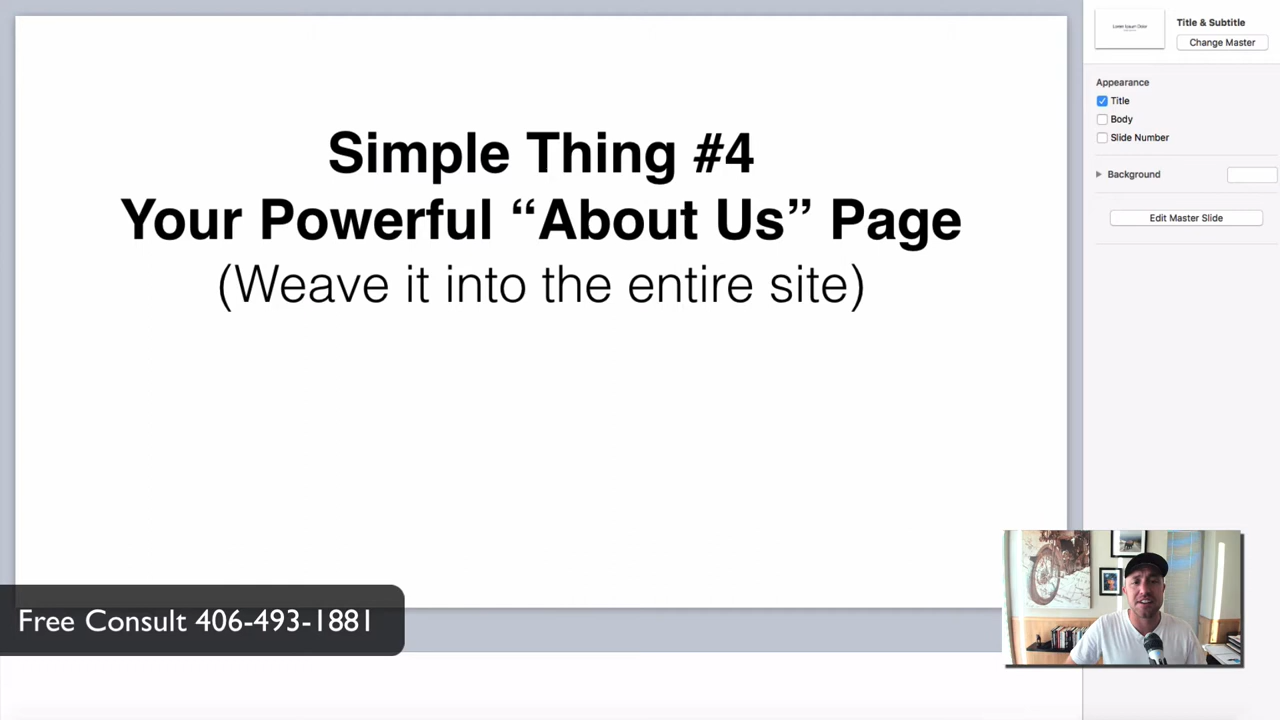 Simple Thing #4
Your Powerful “About Us” Page
(Weave it into the entire site)
Free Consult 406-493-1881
Title & Subtitle
Change Master
Appearance
Title
Body
Slide Number
Background
Edit Master Slide